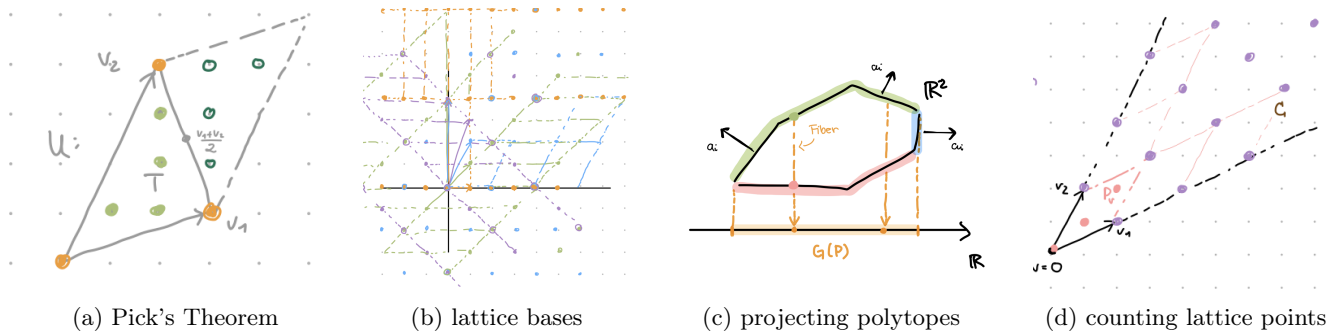 v₂
U:
v₁+v₂
2
T
v₁
(a) Pick's Theorem
(b) lattice bases
aᵢ
ℝ²
Fiber
aᵢ
aᵢ
G(P)
ℝ
(c) projecting polytopes
C
v₂
Pᵥ
v₁
v=0
(d) counting lattice points